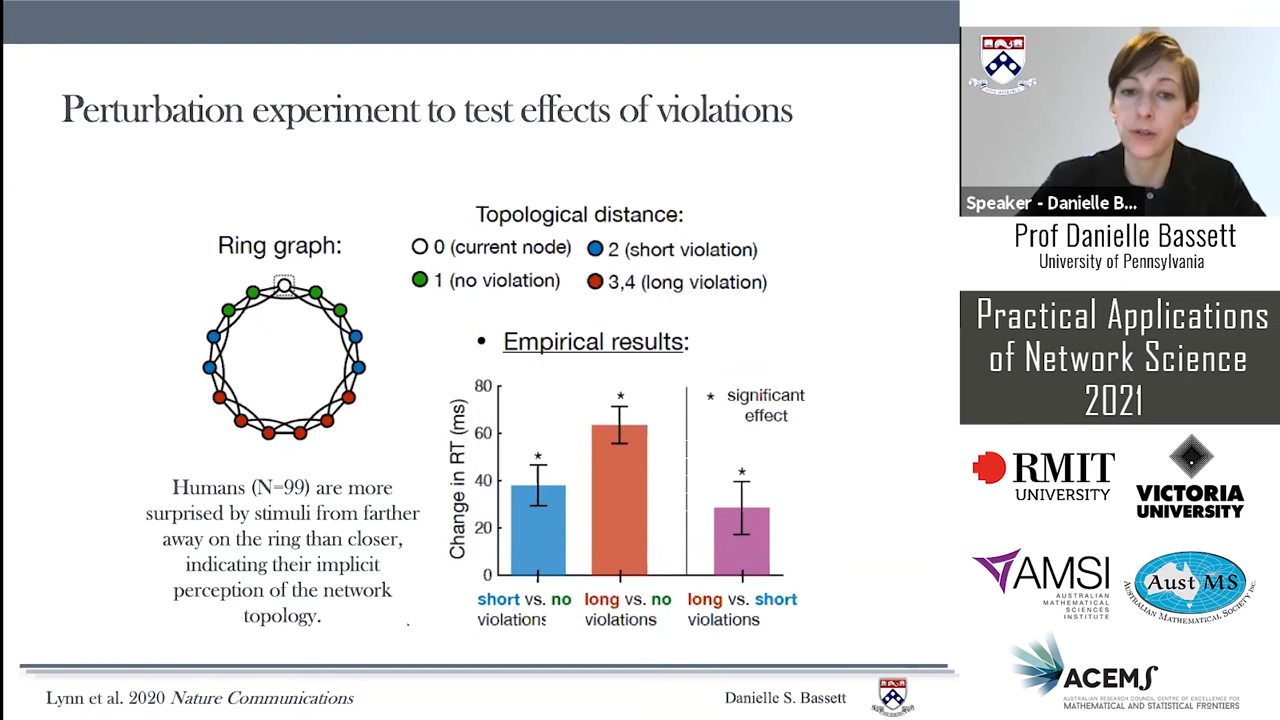 Perturbation experiment to test effects of violations
Topological distance:
Ring graph:
0 (current node)
2 (short violation)
1 (no violation)
3,4 (long violation)
• Empirical results:
80
60
40
20
0
Change in RT (ms)
*
*
*
* significant
effect
short vs. no
violations
long vs. no
violations
long vs. short
violations
Humans (N=99) are more
surprised by stimuli from farther
away on the ring than closer,
indicating their implicit
perception of the network
topology.
Lynn et al. 2020 Nature Communications
Danielle S. Bassett
Speaker - Danielle B...
Prof Danielle Bassett
University of Pennsylvania
Practical Applications
of Network Science
2021
RMIT
UNIVERSITY
VICTORIA
UNIVERSITY
AMSI
AUSTRALIAN
MATHEMATICAL
SCIENCES
INSTITUTE
Aust MS
AUSTRALIAN MATHEMATICAL SOCIETY Inc.
ACEMS
AUSTRALIAN RESEARCH COUNCIL CENTRE OF EXCELLENCE FOR
MATHEMATICAL AND STATISTICAL FRONTIERS